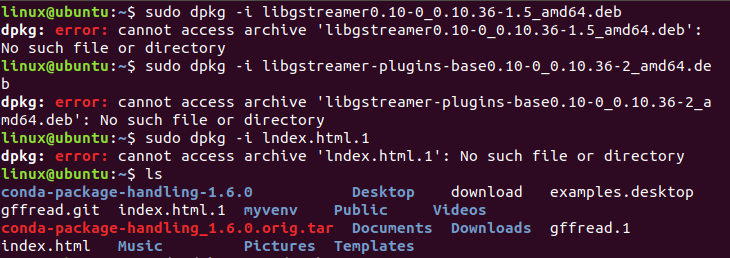 linux@ubuntu:~$ sudo dpkg -i libgstreamer0.10-0_0.10.36-1.5_amd64.deb
dpkg: error: cannot access archive 'libgstreamer0.10-0_0.10.36-1.5_amd64.deb':
No such file or directory
linux@ubuntu:~$ sudo dpkg -i libgstreamer-plugins-base0.10-0_0.10.36-2_amd64.de
b
dpkg: error: cannot access archive 'libgstreamer-plugins-base0.10-0_0.10.36-2_a
md64.deb': No such file or directory
linux@ubuntu:~$ sudo dpkg -i lndex.html.1
dpkg: error: cannot access archive 'lndex.html.1': No such file or directory
linux@ubuntu:~$ ls
conda-package-handling-1.6.0 Desktop download examples.desktop
gffread.git index.html.1 myvenv Public Videos
conda-package-handling_1.6.0.orig.tar Documents Downloads gffread.1
index.html Music Pictures Templates